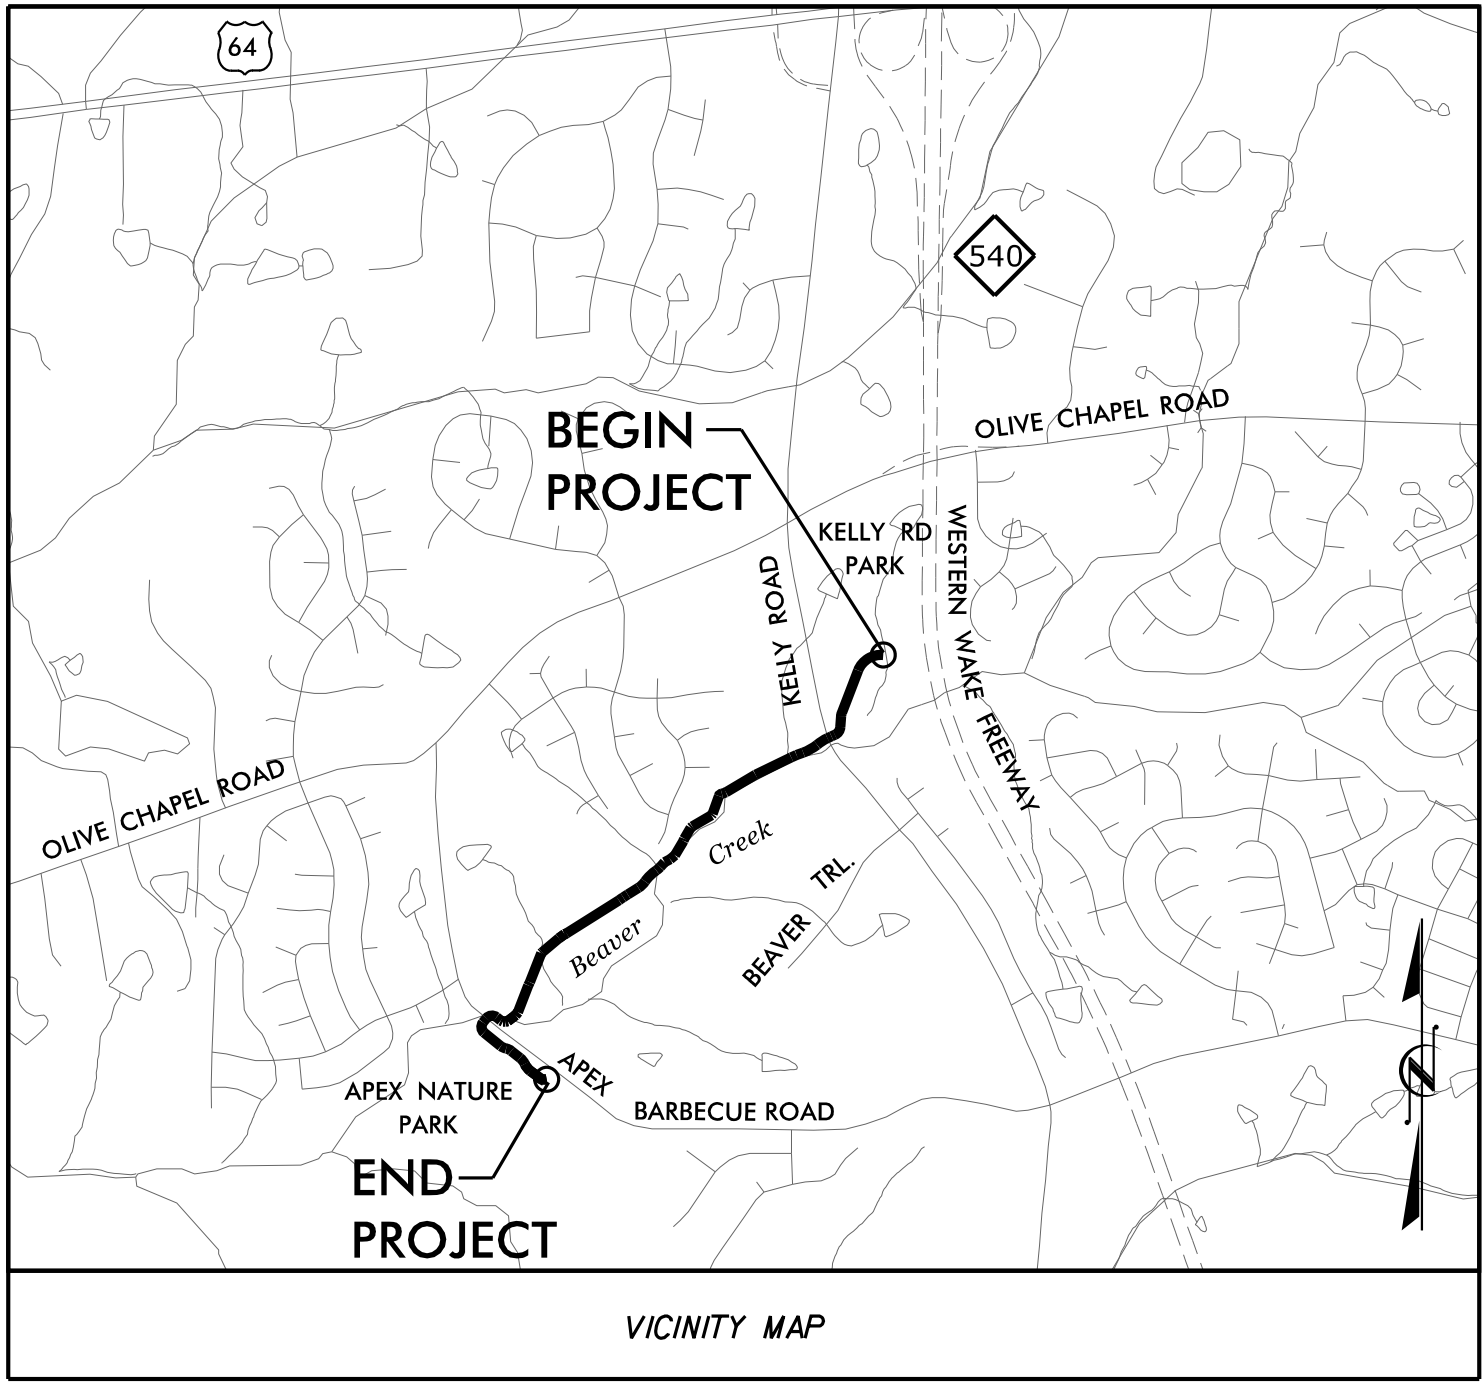 64
540
OLIVE CHAPEL ROAD
BEGIN
PROJECT
KELLY RD
PARK
WESTERN WAKE FREEWAY
KELLY ROAD
OLIVE CHAPEL ROAD
Beaver Creek
BEAVER TRL.
APEX BARBECUE ROAD
APEX NATURE
PARK
END
PROJECT
N
VICINITY MAP